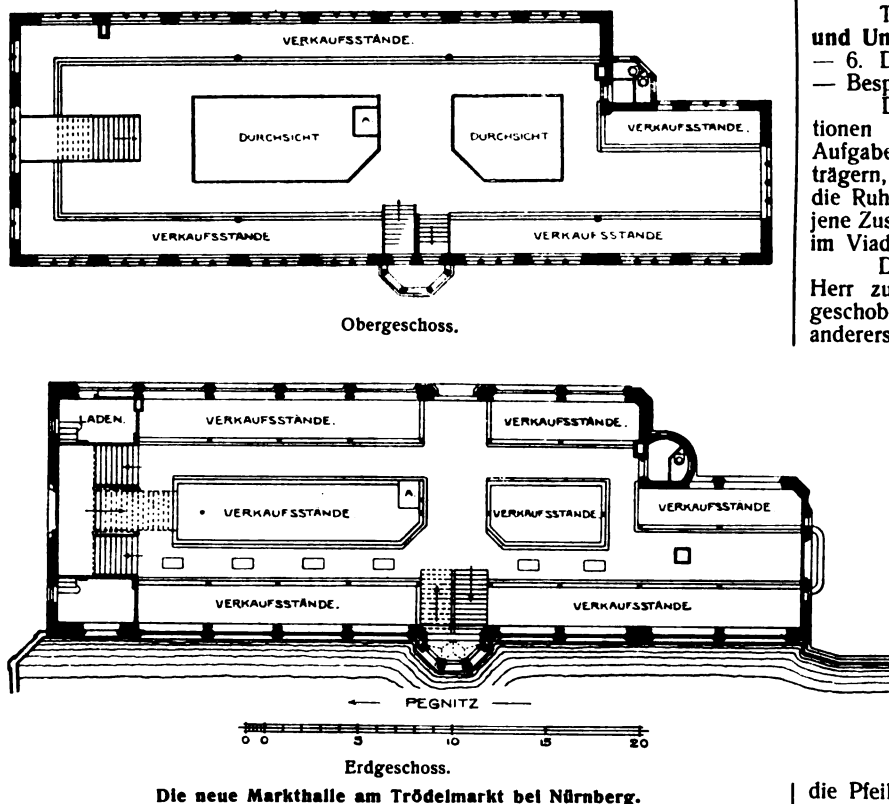 VERKAUFSSTÄNDE.
DURCHSICHT
A
DURCHSICHT
VERKAUFSSTÄNDE.
VERKAUFSSTÄNDE
VERKAUFSSTÄNDE
Obergeschoss.
LADEN.
VERKAUFSSTÄNDE.
VERKAUFSSTÄNDE.
VERKAUFSSTÄNDE
A
VERKAUFSSTÄNDE.
VERKAUFSSTÄNDE
VERKAUFSSTÄNDE.
VERKAUFSSTÄNDE.
PEGNITZ
0 0 5 10 15 20
Erdgeschoss.
Die neue Markthalle am Trödelmarkt bei Nürnberg.
T
und Un
— 6. D
— Besp
D
tionen
Aufgabe
trägern,
die Ruh
jene Zus
im Viad
D
Herr zu
geschob
anderers
die Pfeil